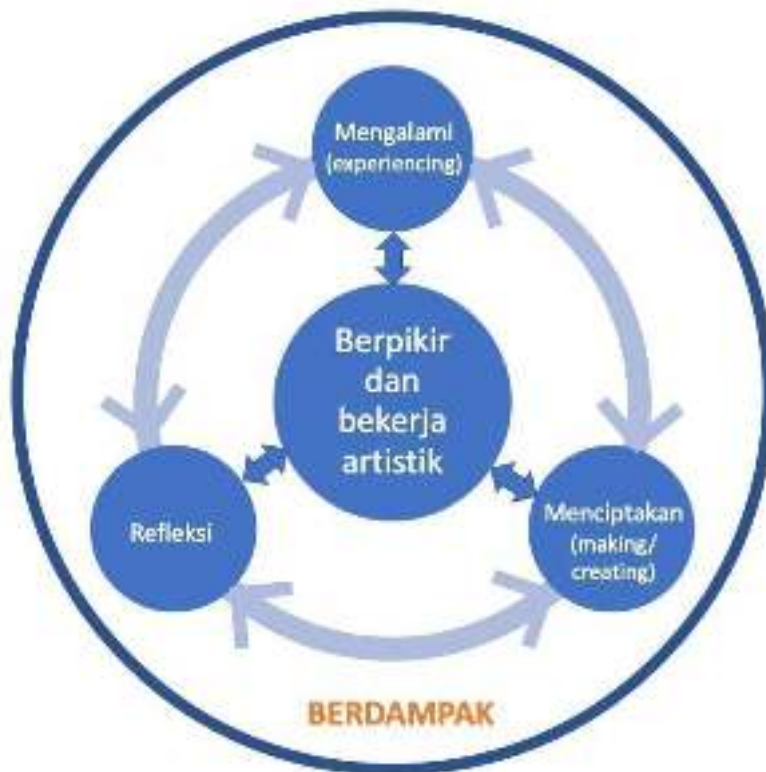 Mengalami
(experiencing)
Berpikir
dan
bekerja
artistik
Refleksi
Menciptakan
(making/
creating)
BERDAMPAK